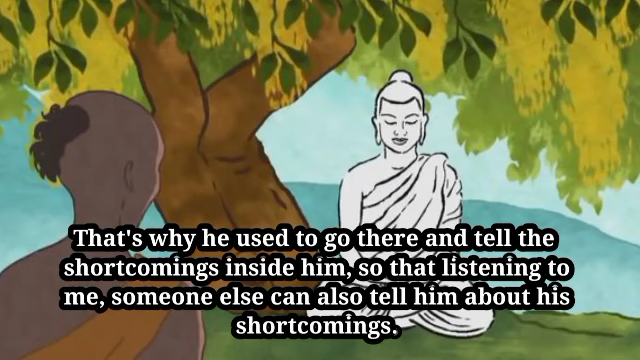 That's why he used to go there and tell the
shortcomings inside him, so that listening to
me, someone else can also tell him about his
shortcomings.